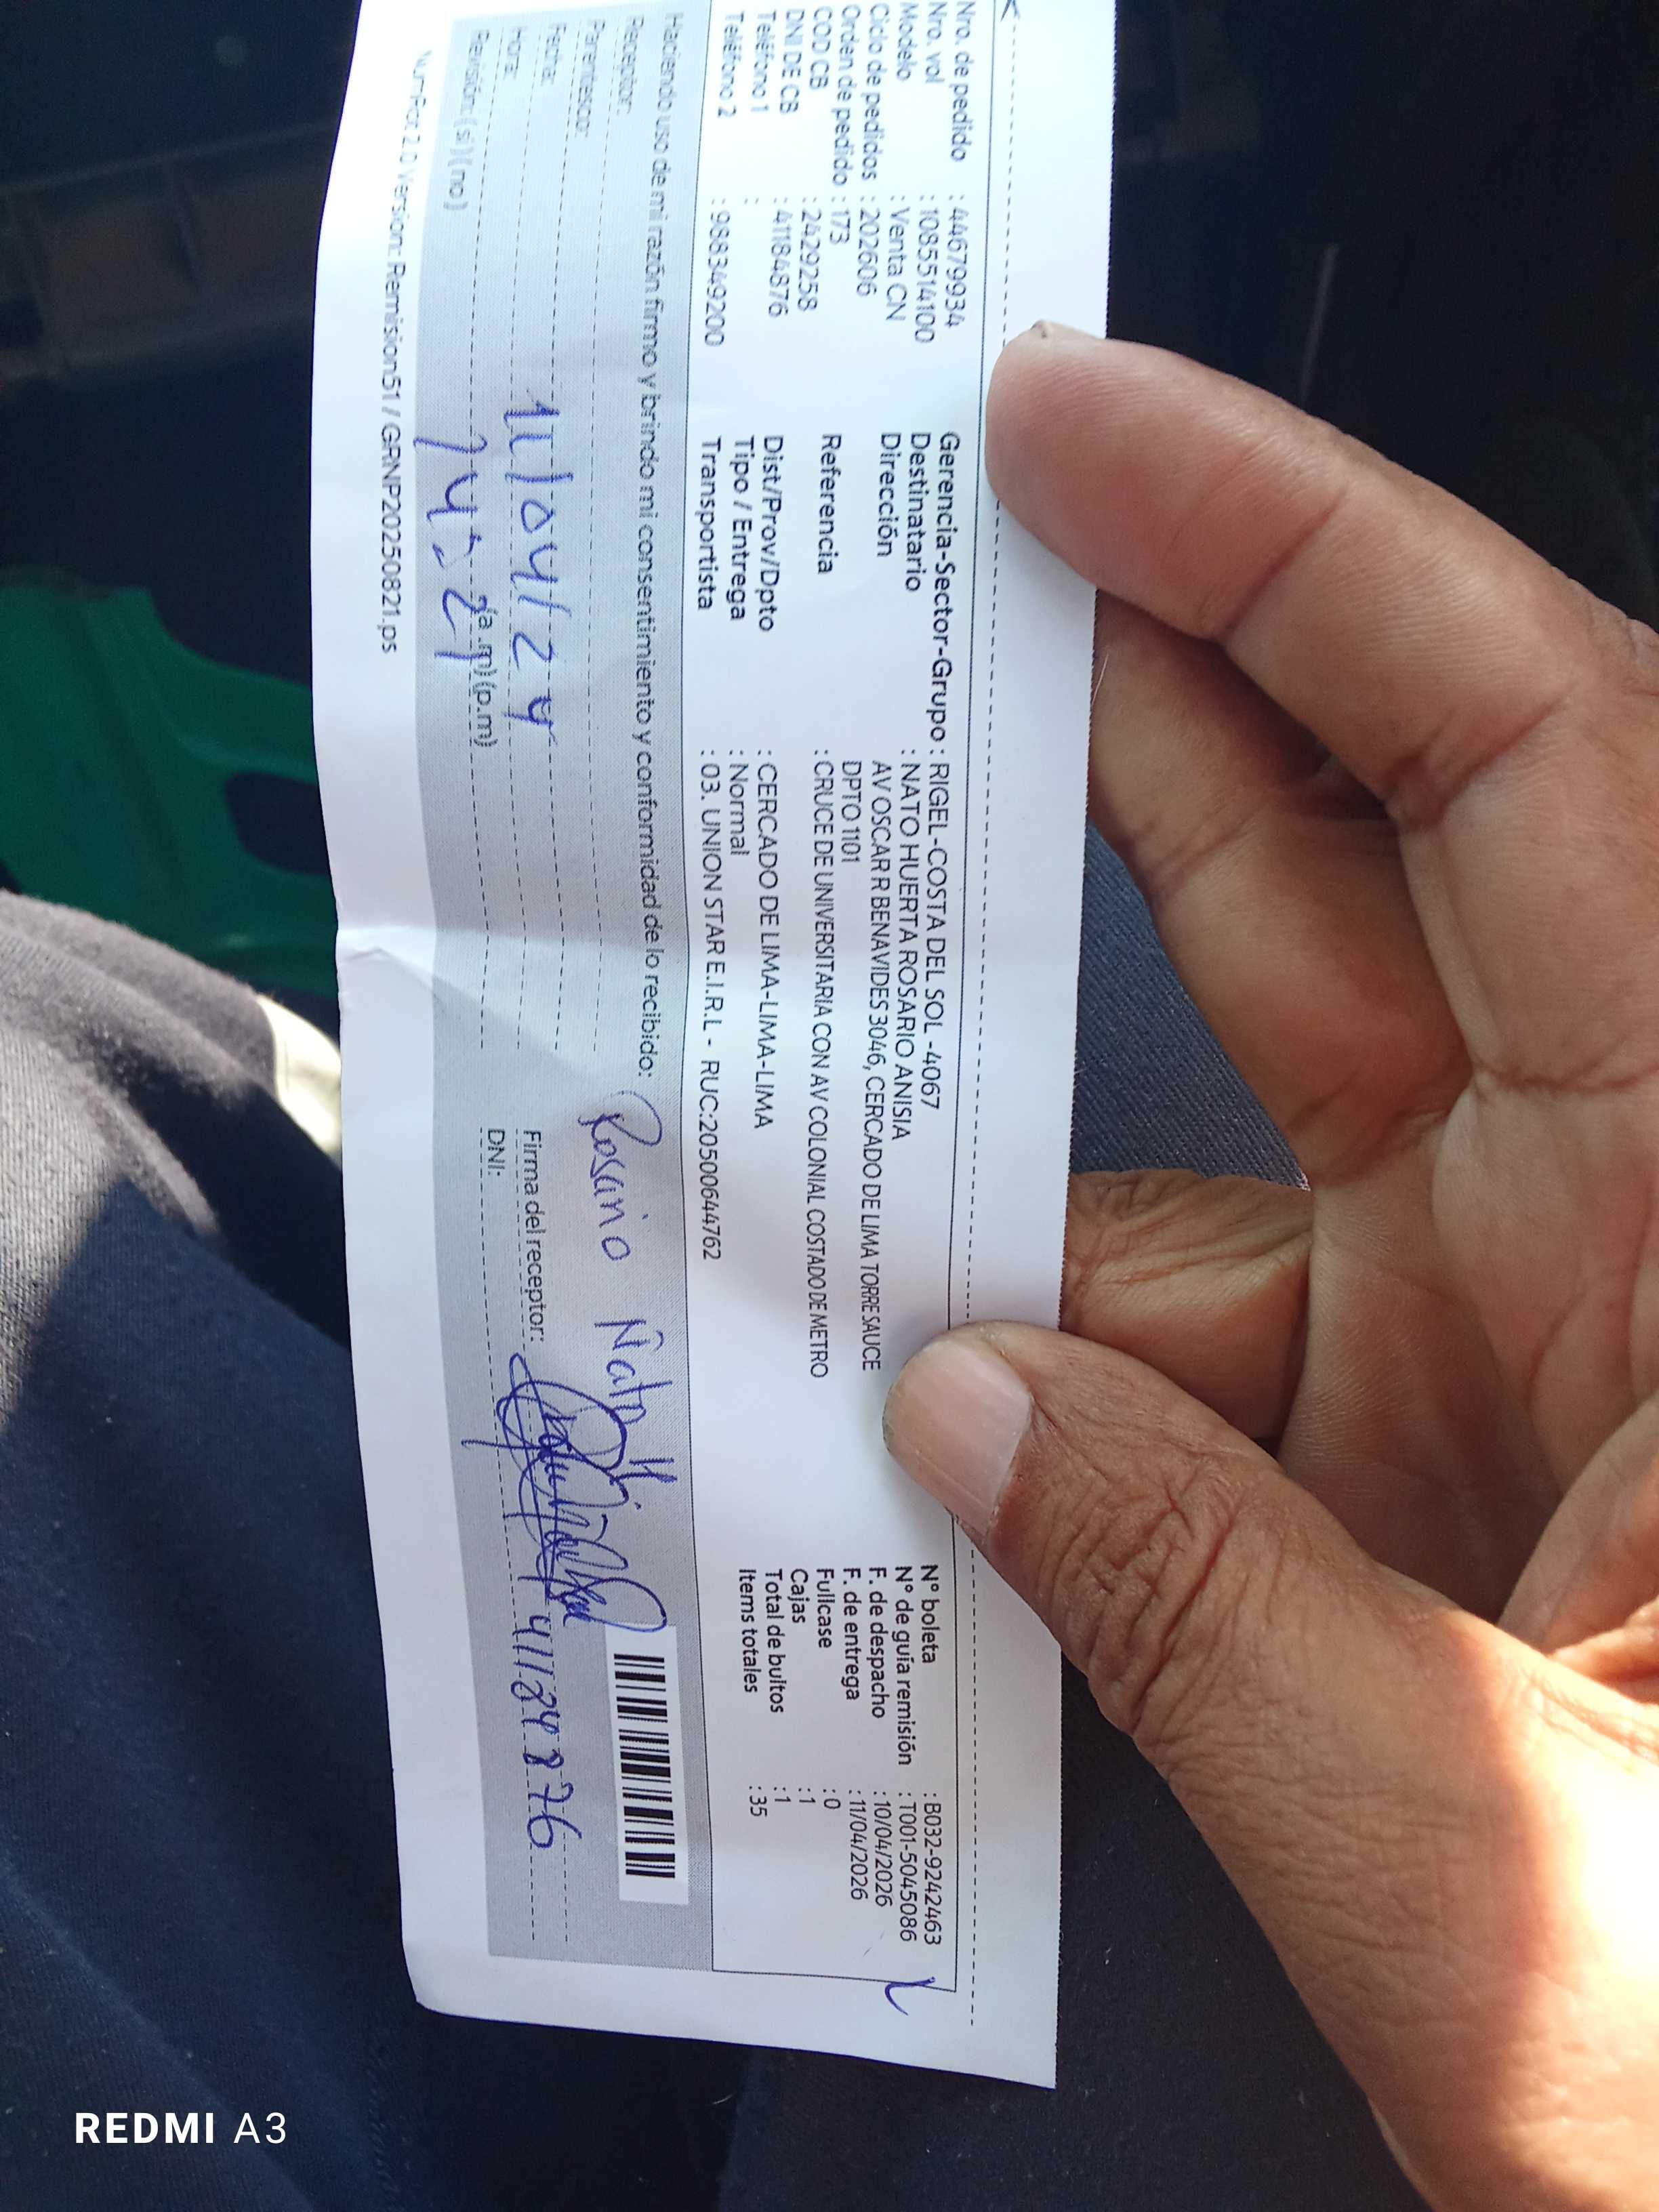 Nro. de pedido : 44679934
Nro. vol : 1085514100
Modelo : Venta CN
Ciclo de pedidos : 202606
Orden de pedido : 173
COD CB : 2429258
DNI DE CB : 41184876
Teléfono 1 :
Teléfono 2 : 988349200
Gerencia-Sector-Grupo : RIGEL-COSTA DEL SOL-4067
Destinatario : NATO HUERTA ROSARIO ANISIA
Dirección AV OSCAR R BENAVIDES 3046, CERCADO DE LIMA TORRE SAUCE
DPTO 1101
Referencia : CRUCE DE UNIVERSITARIA CON AV COLONIAL COSTADO DE METRO
Dist/Prov/Dpto : CERCADO DE LIMA-LIMA-LIMA
Tipo / Entrega : Normal
Transportista : 03. UNION STAR E.I.R.L - RUC:20500644762
N° boleta : B032-9242463
N° de guía remisión : T001-5045086
F. de despacho : 10/04/2026
F. de entrega : 11/04/2026
Fullcase : 0
Cajas : 1
Total de bultos : 1
Items totales : 35
Haciendo uso de mi razón firmo y brindo mi consentimiento y conformidad de lo recibido:
Receptor: Rosario Ñato H.
Parentesco:
Fecha: 11/04/24
Hora: 14:21 (a.m) (p.m)
Revisión: ( si ) ( no )
Firma del receptor:
DNI: 41184876
NumFor 2.0 Version: Remision51 / GRNP20250821.ps
REDMI A3